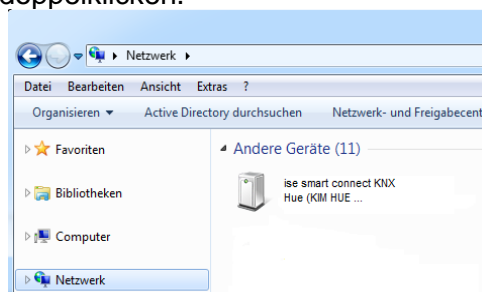 doppelklicken.
Netzwerk
Datei Bearbeiten Ansicht Extras ?
Organisieren Active Directory durchsuchen Netzwerk- und Freigabecent
Favoriten
Bibliotheken
Computer
Netzwerk
Andere Geräte (11)
ise smart connect KNX
Hue (KIM HUE ...